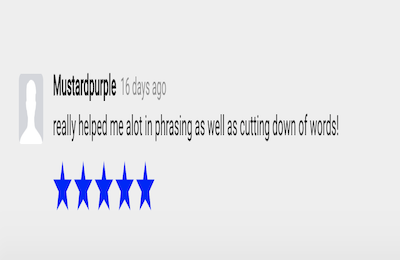 Mustardpurple 16 days ago
really helped me alot in phrasing as well as cutting down of words!